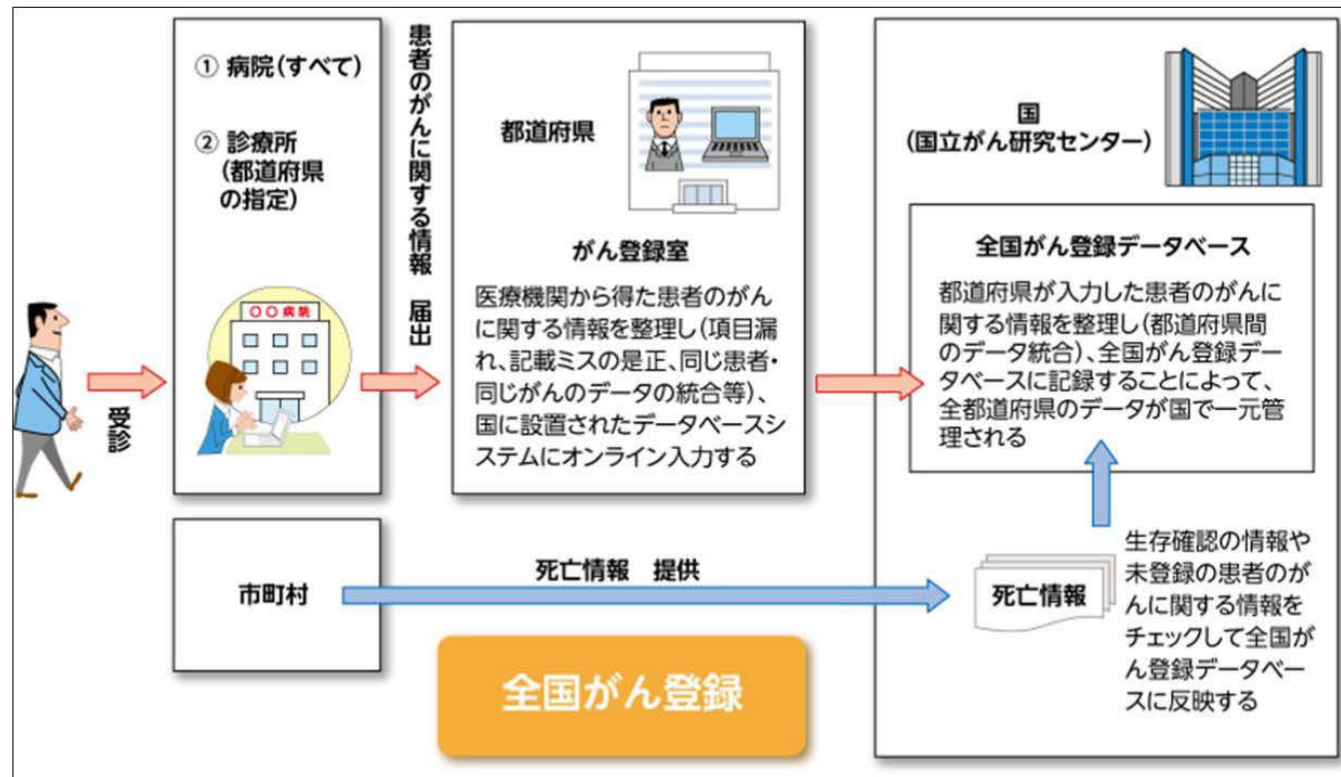 ① 病院(すべて)
② 診療所
(都道府県
の指定)
〇〇病院
受診
患者のがんに関する情報 届出
都道府県
がん登録室
医療機関から得た患者のがん
に関する情報を整理し(項目漏
れ、記載ミスの是正、同じ患者・
同じがんのデータの統合等)、
国に設置されたデータベースシ
ステムにオンライン入力する
国
(国立がん研究センター)
全国がん登録データベース
都道府県が入力した患者のがんに
関する情報を整理し(都道府県間
のデータ統合)、全国がん登録デー
タベースに記録することによって、
全都道府県のデータが国で一元管
理される
市町村
死亡情報 提供
死亡情報
生存確認の情報や
未登録の患者のが
んに関する情報を
チェックして全国が
ん登録データベー
スに反映する
全国がん登録